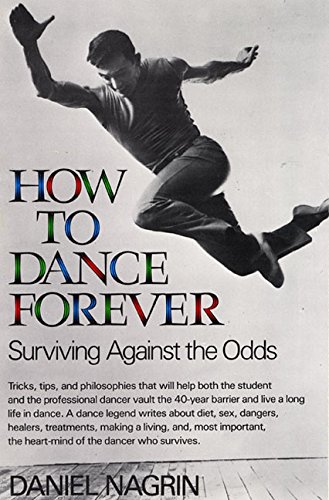 HOW
TO
DANCE
FOREVER
Surviving Against the Odds
Tricks, tips, and philosophies that will help both the student
and the professional dancer vault the 40-year barrier and live a long
life in dance. A dance legend writes about diet, sex, dangers,
healers, treatments, making a living, and, most important,
the heart-mind of the dancer who survives.
DANIEL NAGRIN